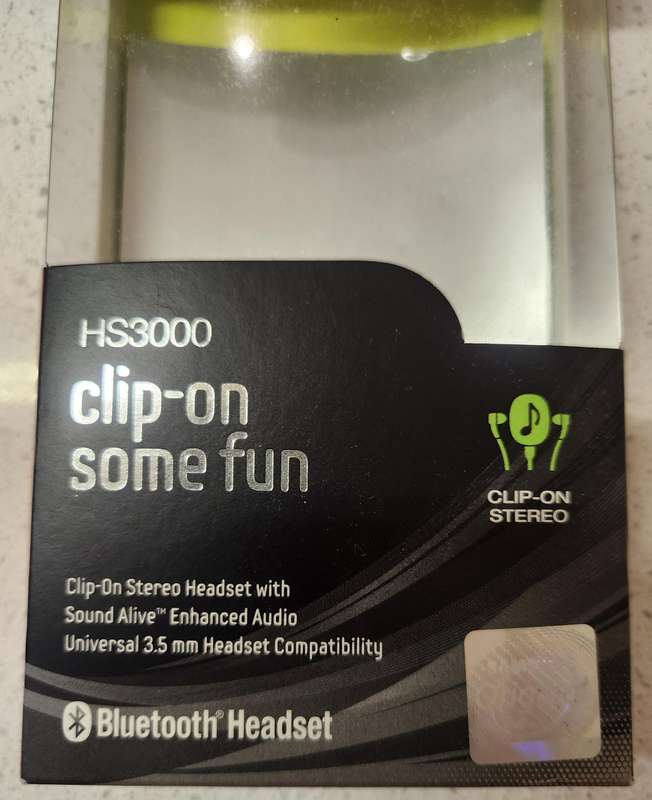 HS3000
clip-on
some fun
CLIP-ON
STEREO
Clip-On Stereo Headset with
Sound Alive™ Enhanced Audio
Universal 3.5 mm Headset Compatibility
Bluetooth® Headset